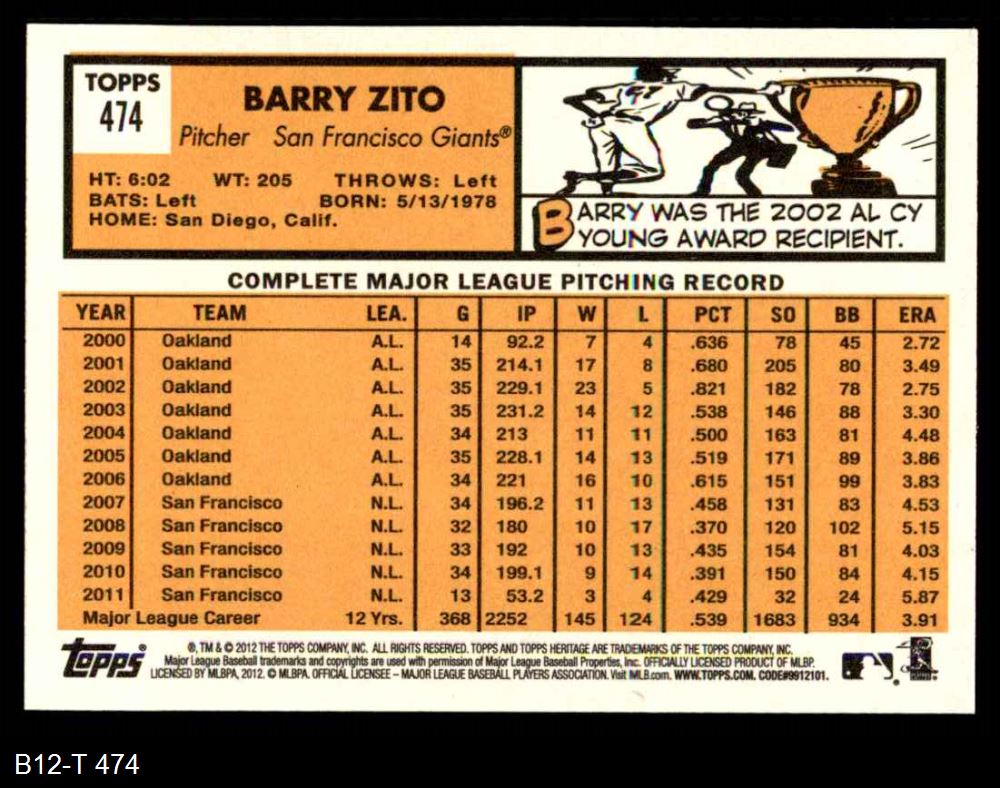 TOPPS
474
BARRY ZITO
Pitcher San Francisco Giants®
HT: 6:02 WT: 205 THROWS: Left
BATS: Left BORN: 5/13/1978
HOME: San Diego, Calif.
BARRY WAS THE 2002 AL CY
YOUNG AWARD RECIPIENT.
COMPLETE MAJOR LEAGUE PITCHING RECORD
YEAR TEAM LEA. G IP W L PCT SO BB ERA
2000 Oakland A.L. 14 92.2 7 4 .636 78 45 2.72
2001 Oakland A.L. 35 214.1 17 8 .680 205 80 3.49
2002 Oakland A.L. 35 229.1 23 5 .821 182 78 2.75
2003 Oakland A.L. 35 231.2 14 12 .538 146 88 3.30
2004 Oakland A.L. 34 213 11 11 .500 163 81 4.48
2005 Oakland A.L. 35 228.1 14 13 .519 171 89 3.86
2006 Oakland A.L. 34 221 16 10 .615 151 99 3.83
2007 San Francisco N.L. 34 196.2 11 13 .458 131 83 4.53
2008 San Francisco N.L. 32 180 10 17 .370 120 102 5.15
2009 San Francisco N.L. 33 192 10 13 .435 154 81 4.03
2010 San Francisco N.L. 34 199.1 9 14 .391 150 84 4.15
2011 San Francisco N.L. 13 53.2 3 4 .429 32 24 5.87
Major League Career 12 Yrs. 368 2252 145 124 .539 1683 934 3.91
topps
®, TM & © 2012 THE TOPPS COMPANY, INC. ALL RIGHTS RESERVED. TOPPS AND TOPPS HERITAGE ARE TRADEMARKS OF THE TOPPS COMPANY, INC.
Major League Baseball trademarks and copyrights are used with permission of Major League Baseball Properties, Inc. OFFICIALLY LICENSED PRODUCT OF MLBP.
LICENSED BY MLBPA, 2012. © MLBPA. OFFICIAL LICENSEE – MAJOR LEAGUE BASEBALL PLAYERS ASSOCIATION. Visit MLB.com. WWW.TOPPS.COM. CODE#9912101.
B12-T 474